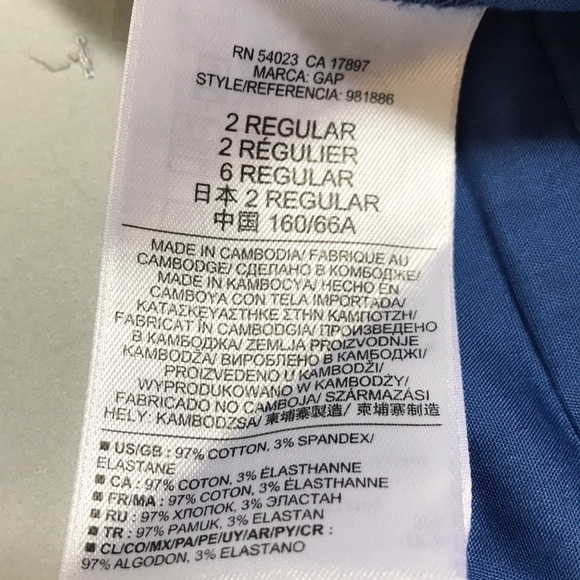 RN 54023 CA 17897
MARCA: GAP
STYLE/REFERENCIA: 981886
2 REGULAR
2 RÉGULIER
6 REGULAR
日本 2 REGULAR
中国 160/66A
MADE IN CAMBODIA/ FABRIQUE AU
CAMBODGE/ СДЕЛАНО В КОМБОДЖЕ/
MADE IN KAMBOCYA/ HECHO EN
CAMBOYA CON TELA IMPORTADA/
ΚΑΤΑΣΚΕΥΑΣΤΗΚΕ ΣΤΗΝ ΚΑΜΠΟΤΖΗ/
FABRICAT ÎN CAMBODGIA/ ПРОИЗВЕДЕНО
В КАМБОДЖА/ ZEMLJA PROIZVODNJE
KAMBODŽA/ ВИРОБЛЕНО В КАМБОДЖІ/
PROIZVEDENO U KAMBODŽI/
WYPRODUKOWANO W KAMBODŻY/
FABRICADO NO CAMBOJA/ SZÁRMAZÁSI
HELY: KAMBODZSA/ 柬埔寨製造/ 柬埔寨制造
■ US/GB : 97% COTTON, 3% SPANDEX/
ELASTANE
■ CA : 97% COTON, 3% ÉLASTHANNE
■ FR/MA : 97% COTON, 3% ÉLASTHANNE
■ RU : 97% ХЛОПОК, 3% ЭЛАСТАН
■ TR : 97% PAMUK, 3% ELASTAN
■ CL/CO/MX/PA/PE/UY/AR/PY/CR :
97% ALGODON, 3% ELASTANO